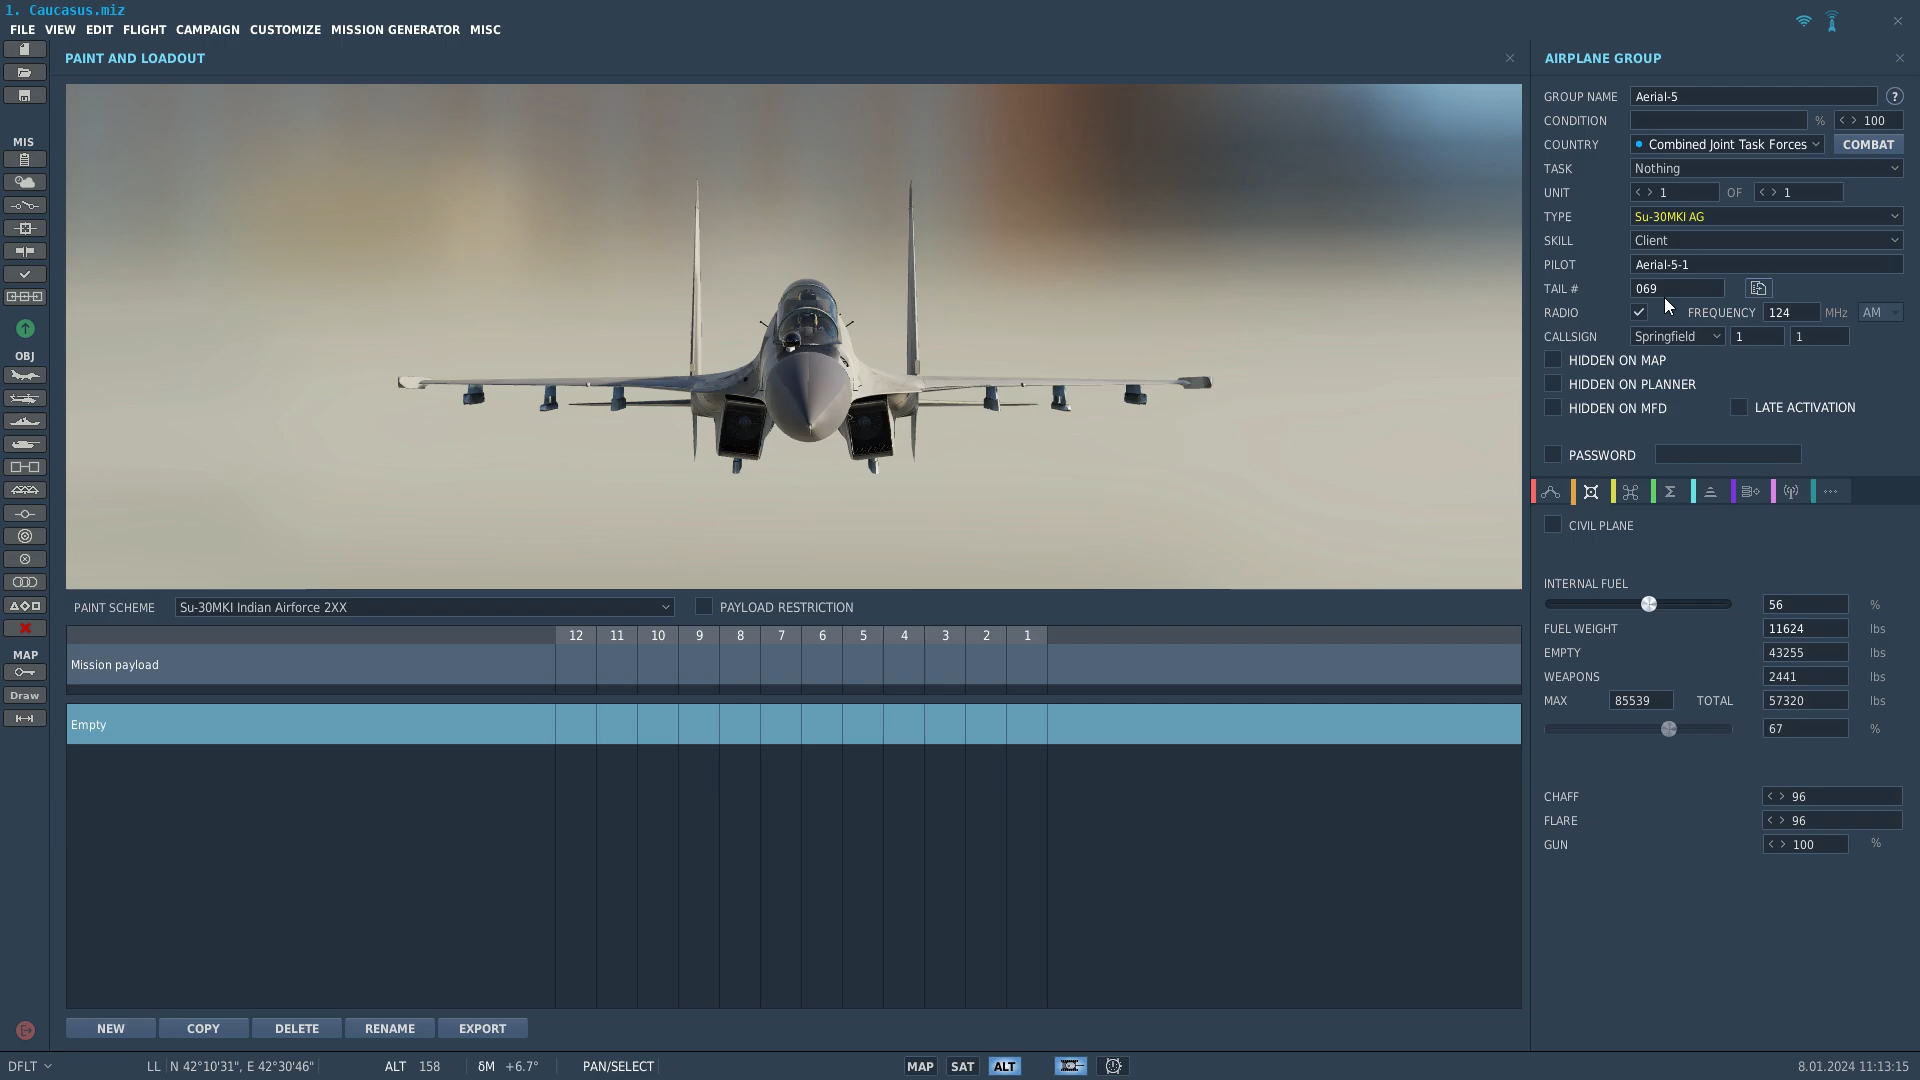 1. Caucasus.miz
FILE VIEW EDIT FLIGHT CAMPAIGN CUSTOMIZE MISSION GENERATOR MISC
PAINT AND LOADOUT
AIRPLANE GROUP
GROUP NAME Aerial-5 ?
CONDITION % < > 100
COUNTRY Combined Joint Task Forces COMBAT
TASK Nothing
UNIT < > 1 OF < > 1
TYPE Su-30MKI AG
SKILL Client
PILOT Aerial-5-1
TAIL # 069
RADIO FREQUENCY 124 MHz AM
CALLSIGN Springfield 1 1
HIDDEN ON MAP
HIDDEN ON PLANNER
HIDDEN ON MFD LATE ACTIVATION
PASSWORD
CIVIL PLANE
INTERNAL FUEL
56 %
FUEL WEIGHT 11624 lbs
EMPTY 43255 lbs
WEAPONS 2441 lbs
MAX 85539 TOTAL 57320 lbs
67 %
CHAFF < > 96
FLARE < > 96
GUN < > 100 %
MIS
OBJ
MAP
Draw
PAINT SCHEME Su-30MKI Indian Airforce 2XX PAYLOAD RESTRICTION
12 11 10 9 8 7 6 5 4 3 2 1
Mission payload
Empty
NEW COPY DELETE RENAME EXPORT
DFLT LL N 42°10'31", E 42°30'46" ALT 158 δM +6.7° PAN/SELECT MAP SAT ALT 8.01.2024 11:13:15